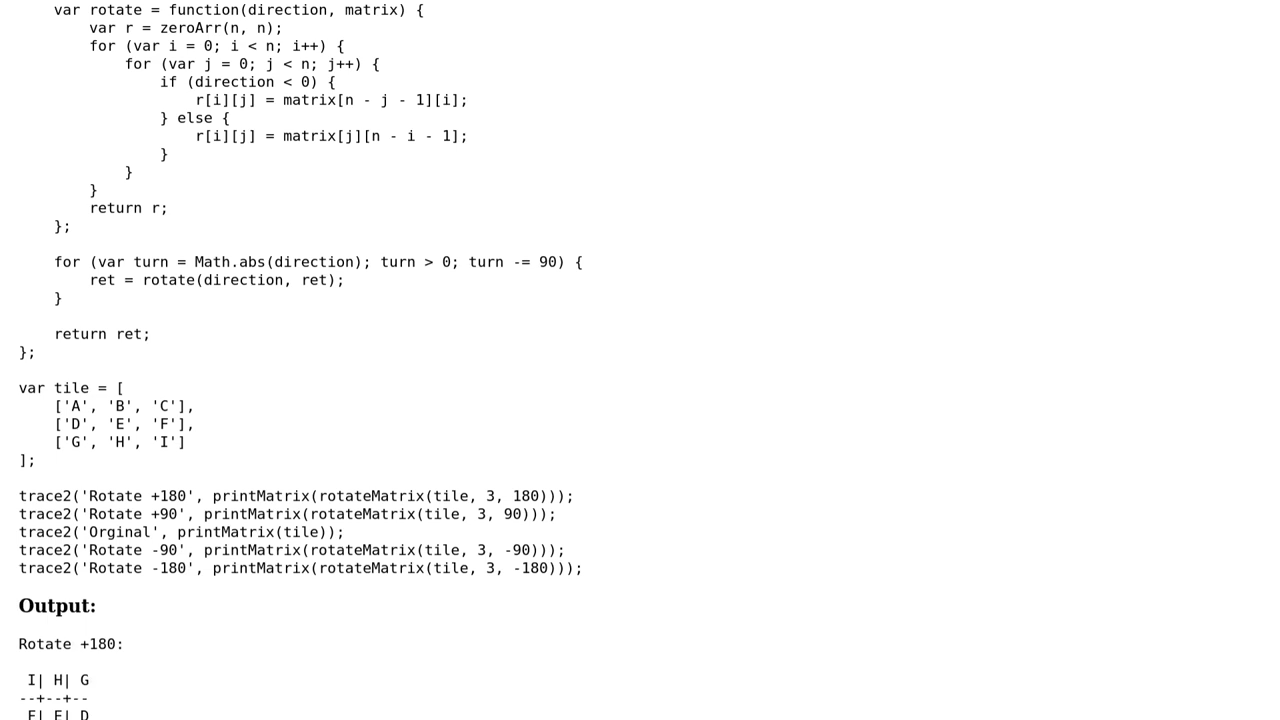 var rotate = function(direction, matrix) {
        var r = zeroArr(n, n);
        for (var i = 0; i < n; i++) {
            for (var j = 0; j < n; j++) {
                if (direction < 0) {
                    r[i][j] = matrix[n - j - 1][i];
                } else {
                    r[i][j] = matrix[j][n - i - 1];
                }
            }
        }
        return r;
    };

    for (var turn = Math.abs(direction); turn > 0; turn -= 90) {
        ret = rotate(direction, ret);
    }

    return ret;
};

var tile = [
    ['A', 'B', 'C'],
    ['D', 'E', 'F'],
    ['G', 'H', 'I']
];

trace2('Rotate +180', printMatrix(rotateMatrix(tile, 3, 180)));
trace2('Rotate +90', printMatrix(rotateMatrix(tile, 3, 90)));
trace2('Orginal', printMatrix(tile));
trace2('Rotate -90', printMatrix(rotateMatrix(tile, 3, -90)));
trace2('Rotate -180', printMatrix(rotateMatrix(tile, 3, -180)));

Output:

Rotate +180:

 I| H| G
--+--+--
 F| E| D